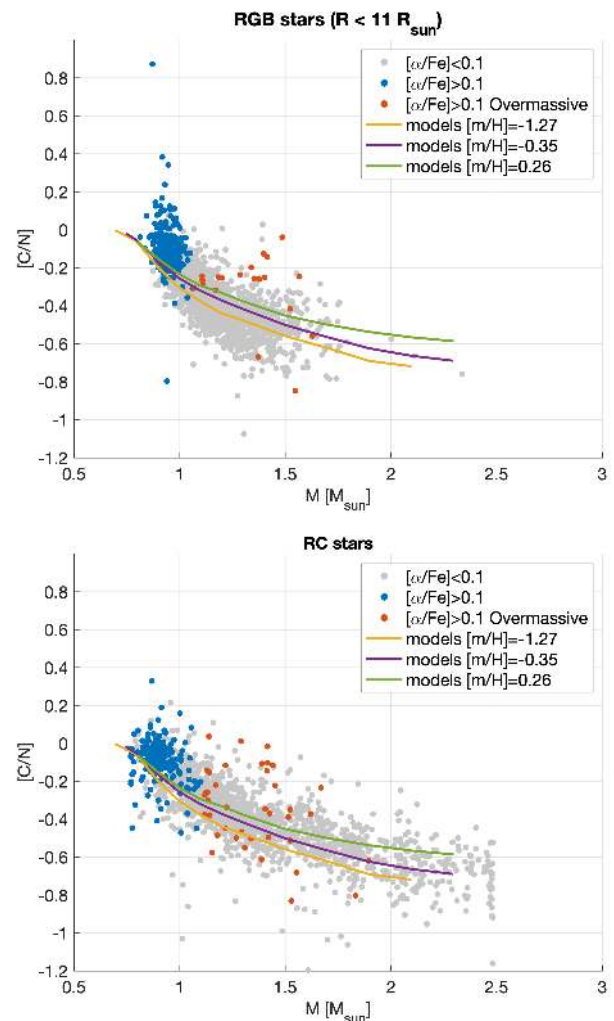 RGB stars (R < 11 R_sun)
[α/Fe]<0.1
[α/Fe]>0.1
[α/Fe]>0.1 Overmassive
models [m/H]=-1.27
models [m/H]=-0.35
models [m/H]=0.26
0.8
0.6
0.4
0.2
0
-0.2
-0.4
-0.6
-0.8
-1
-1.2
[C/N]
0.5 1 1.5 2 2.5 3
M [M_sun]
RC stars
[α/Fe]<0.1
[α/Fe]>0.1
[α/Fe]>0.1 Overmassive
models [m/H]=-1.27
models [m/H]=-0.35
models [m/H]=0.26
0.8
0.6
0.4
0.2
0
-0.2
-0.4
-0.6
-0.8
-1
-1.2
[C/N]
0.5 1 1.5 2 2.5 3
M [M_sun]